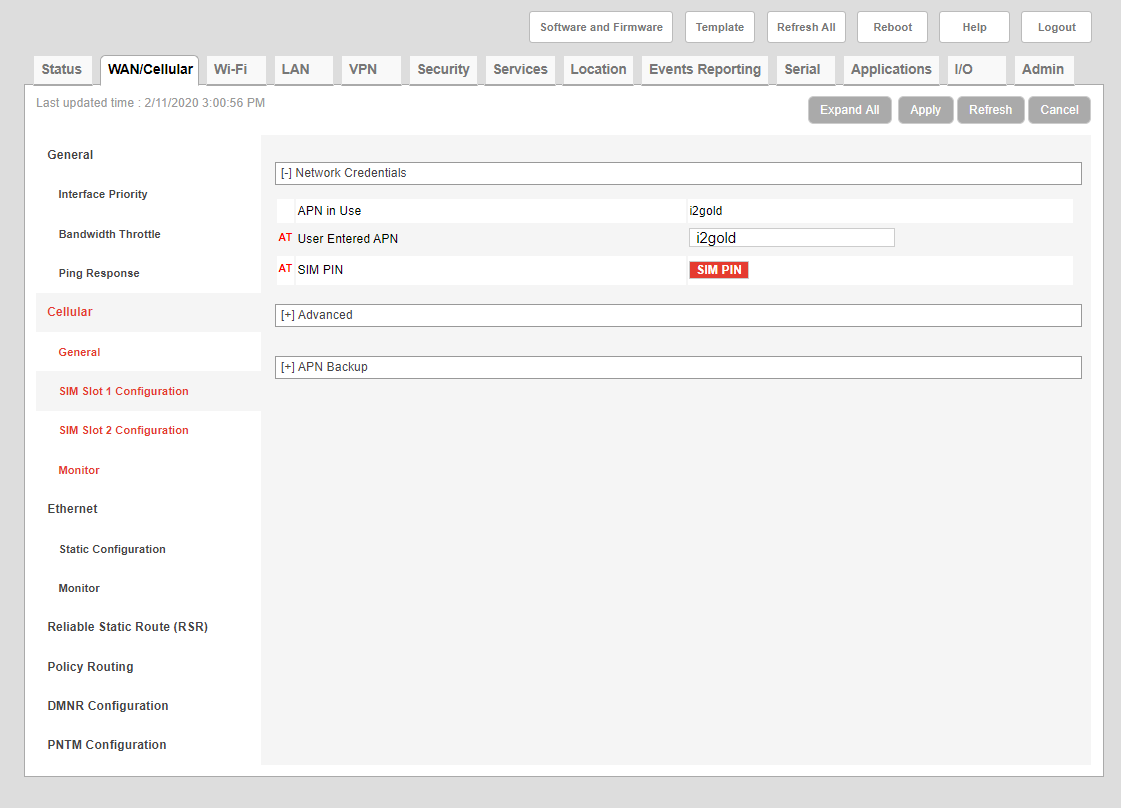 Software and Firmware Template Refresh All Reboot Help Logout
Status WAN/Cellular Wi-Fi LAN VPN Security Services Location Events Reporting Serial Applications I/O Admin
Last updated time : 2/11/2020 3:00:56 PM
Expand All Apply Refresh Cancel
General
Interface Priority
Bandwidth Throttle
Ping Response
Cellular
General
SIM Slot 1 Configuration
SIM Slot 2 Configuration
Monitor
Ethernet
Static Configuration
Monitor
Reliable Static Route (RSR)
Policy Routing
DMNR Configuration
PNTM Configuration
[-] Network Credentials
APN in Use i2gold
AT User Entered APN i2gold
AT SIM PIN SIM PIN
[+] Advanced
[+] APN Backup